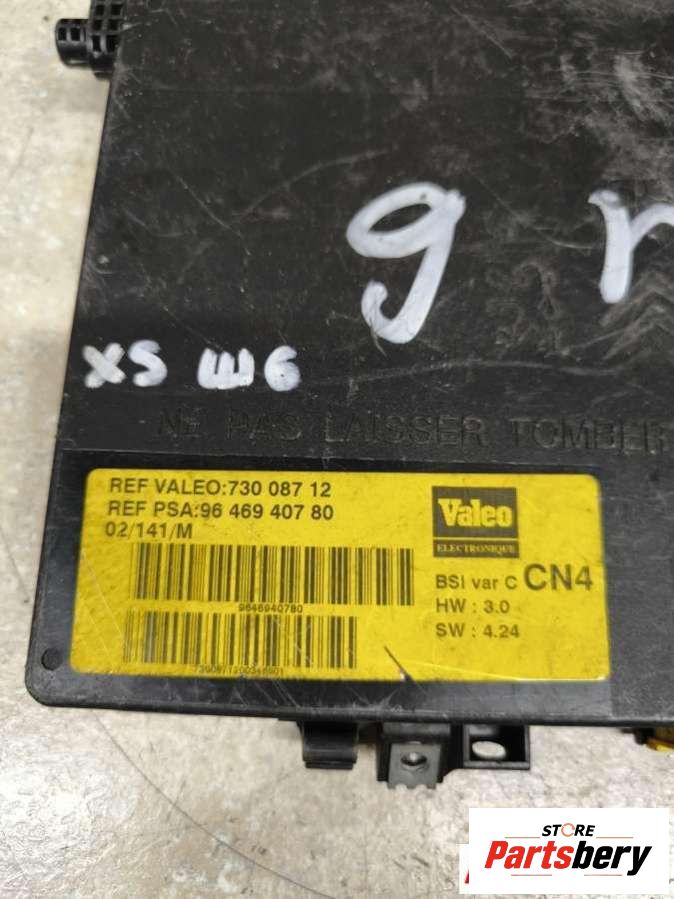 9 n
XS W6
NE PAS LAISSER TOMBER
REF VALEO:730 087 12
REF PSA:96 469 407 80
02/141/M
Valeo
ELECTRONIQUE
BSI var C CN4
HW : 3.0
SW : 4.24
9646940780
STORE
Partsbery